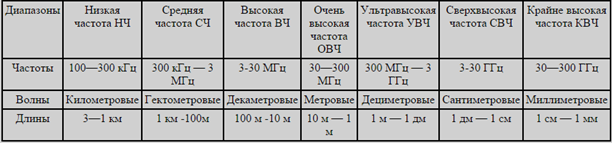 Диапазоны Низкая частота НЧ Средняя частота СЧ Высокая частота ВЧ Очень высокая частота ОВЧ Ультравысокая частота УВЧ Сверхвысокая частота СВЧ Крайне высокая частота КВЧ
Частоты 100—300 кГц 300 кГц — 3 МГц 3-30 МГц 30—300 МГц 300 МГц — 3 ГГц 3-30 ГГц 30—300 ГГц
Волны Километровые Гектометровые Декаметровые Метровые Дециметровые Сантиметровые Миллиметровые
Длины 3—1 км 1 км -100м 100 м -10 м 10 м — 1 м 1 м — 1 дм 1 дм — 1 см 1 см — 1 мм